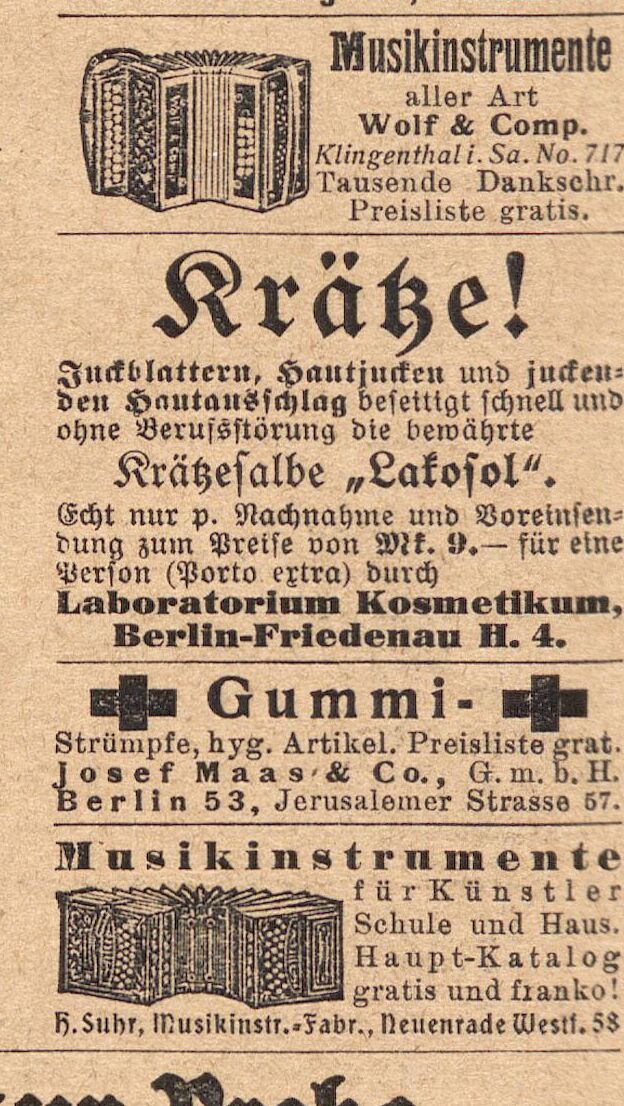 Musikinstrumente
aller Art
Wolf & Comp.
Klingenthal i. Sa. No. 717
Tausende Dankschr.
Preisliste gratis.
Krätze!
Juckblattern, Hautjucken und jucken-
den Hautausschlag beseitigt schnell und
ohne Berufsstörung die bewährte
Krätzesalbe „Lakosol“.
Echt nur p. Nachnahme und Voreinsen-
dung zum Preise von Mk. 9.— für eine
Person (Porto extra) durch
Laboratorium Kosmetikum,
Berlin-Friedenau H. 4.
Gummi-
Strümpfe, hyg. Artikel. Preisliste grat.
Josef Maas & Co., G. m. b. H.
Berlin 53, Jerusalemer Strasse 57.
Musikinstrumente
für Künstler
Schule und Haus.
Haupt-Katalog
gratis und franko!
H. Suhr, Musikinstr.-Fabr., Neuenrade Westf. 58